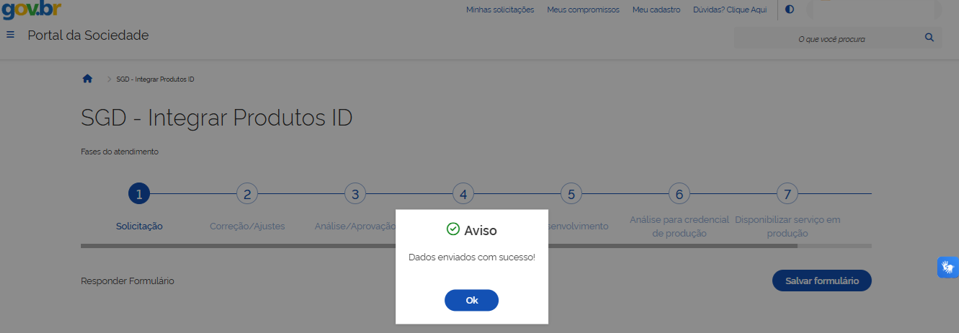 gov.br
Minhas solicitações Meus compromissos Meu cadastro Dúvidas? Clique Aqui
Portal da Sociedade
O que você procura
SGD - Integrar Produtos ID
SGD - Integrar Produtos ID
Fases do atendimento
1 2 3 4 5 6 7
Solicitação Correção/Ajustes Análise/Aprovação senvolvimento Análise para credencial de produção Disponibilizar serviço em produção
Aviso
Dados enviados com sucesso!
Ok
Responder Formulário
Salvar formulário